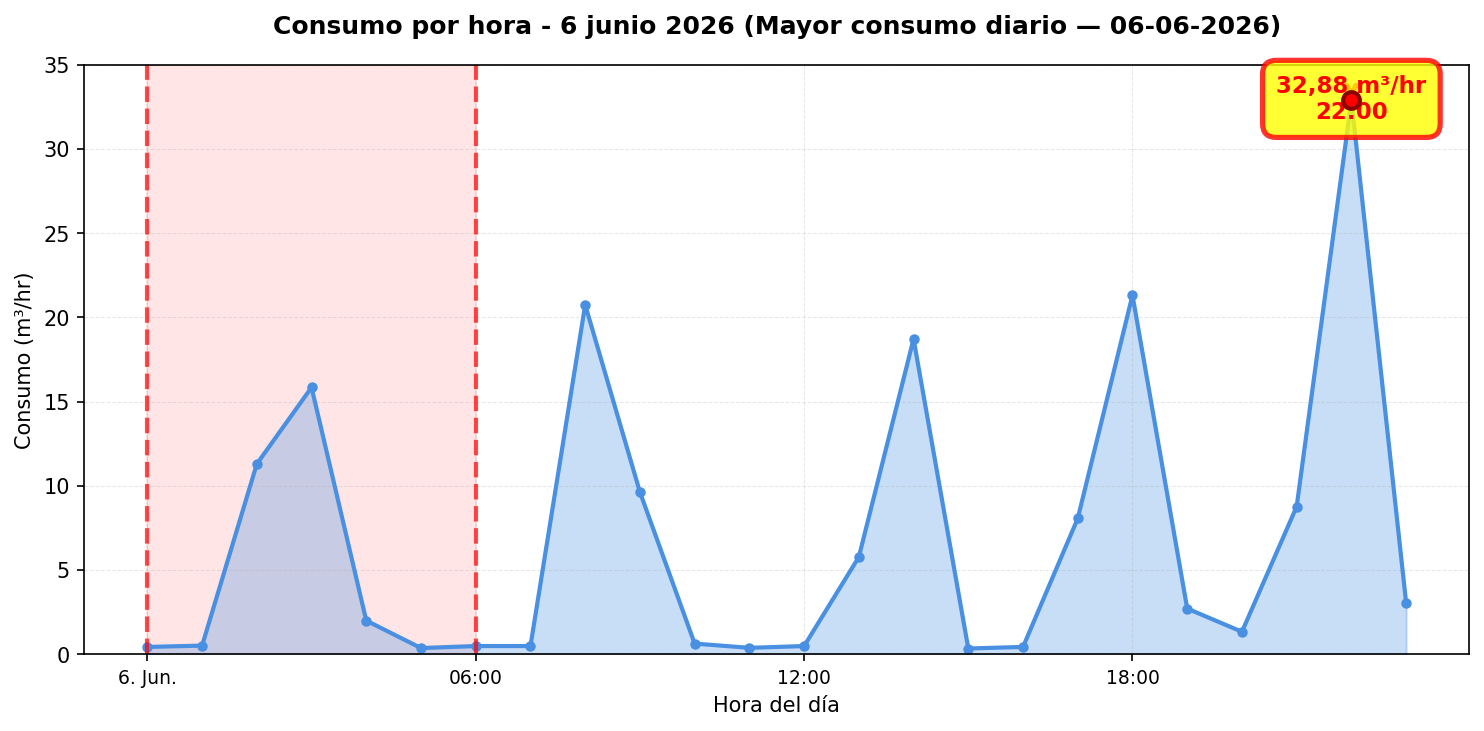 Consumo por hora - 6 junio 2026 (Mayor consumo diario — 06-06-2026)
32,88 m³/hr
22:00
Consumo (m³/hr)
35
30
25
20
15
10
5
0
6. Jun.
06:00
12:00
18:00
Hora del día